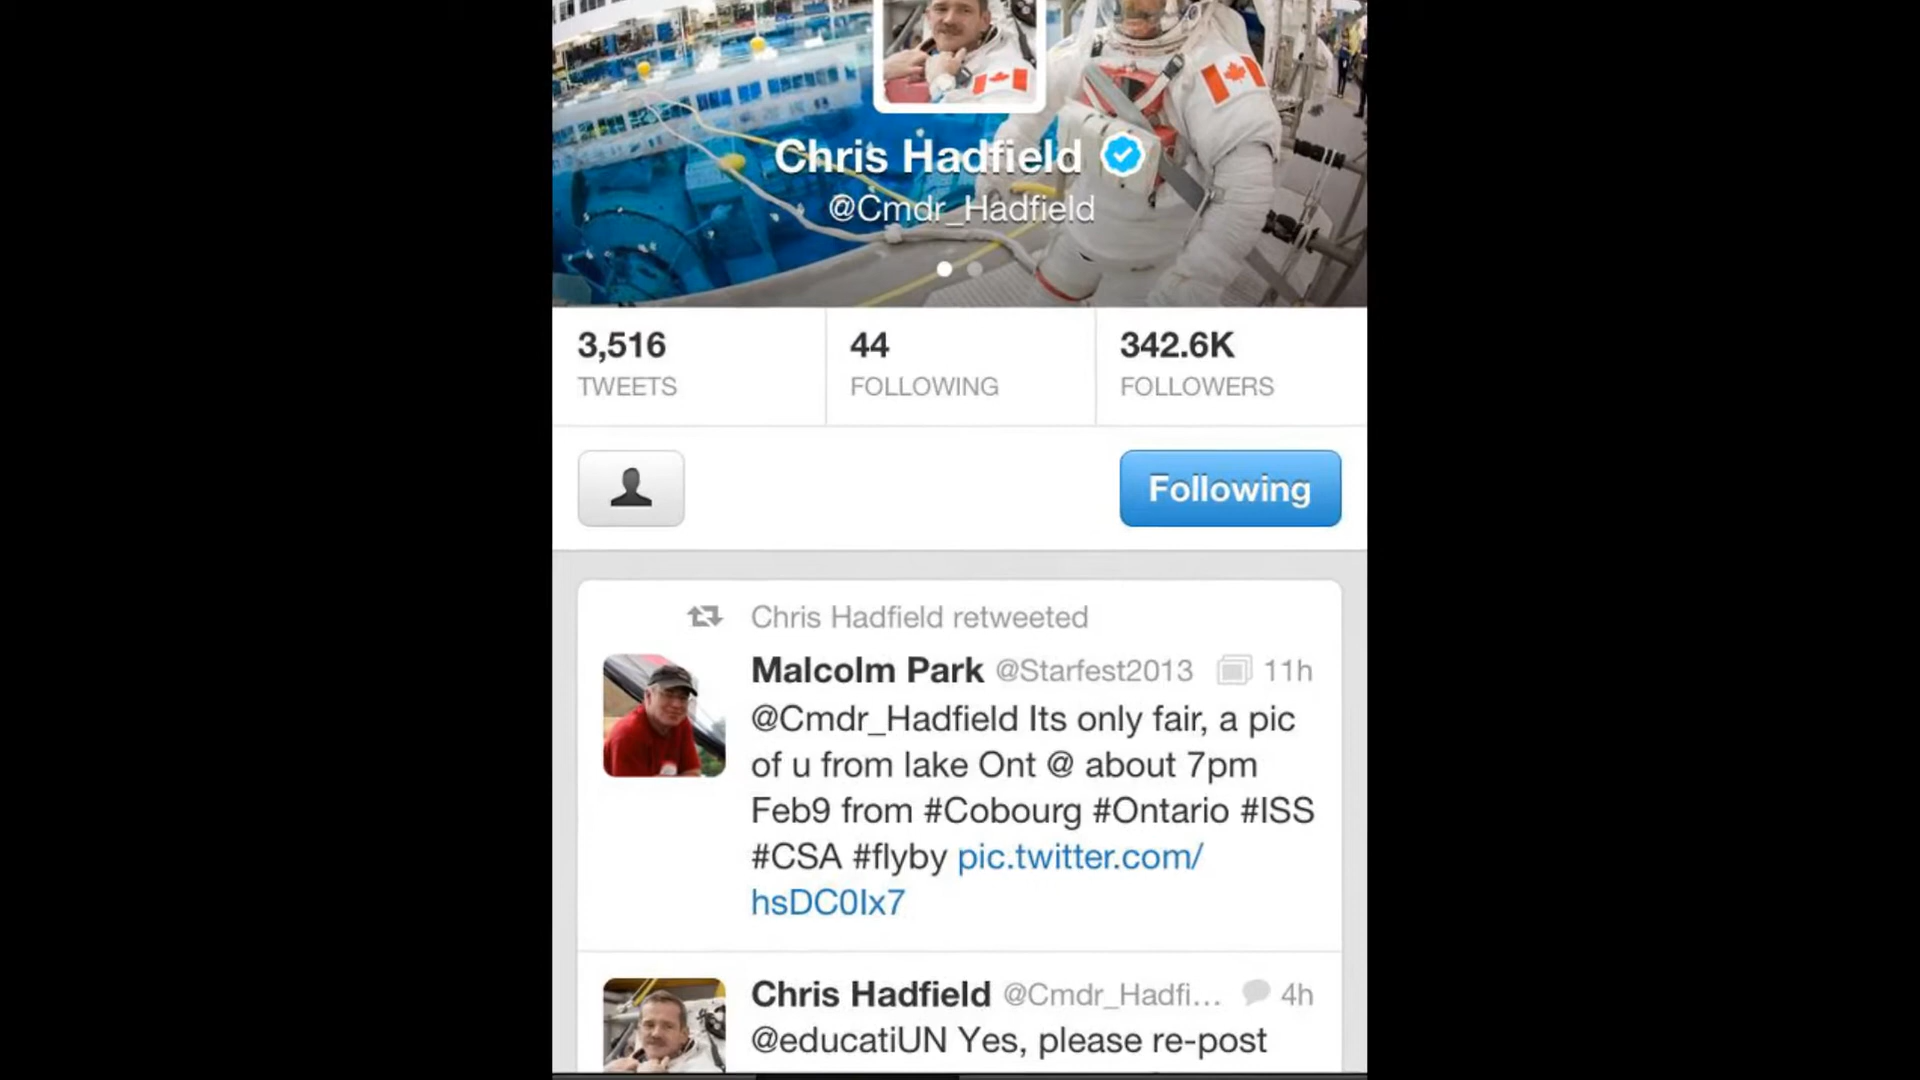 Chris Hadfield
@Cmdr_Hadfield
3,516
TWEETS
44
FOLLOWING
342.6K
FOLLOWERS
Following
Chris Hadfield retweeted
Malcolm Park @Starfest2013 11h
@Cmdr_Hadfield Its only fair, a pic
of u from lake Ont @ about 7pm
Feb9 from #Cobourg #Ontario #ISS
#CSA #flyby pic.twitter.com/
hsDC0Ix7
Chris Hadfield @Cmdr_Hadfi... 4h
@educatiUN Yes, please re-post